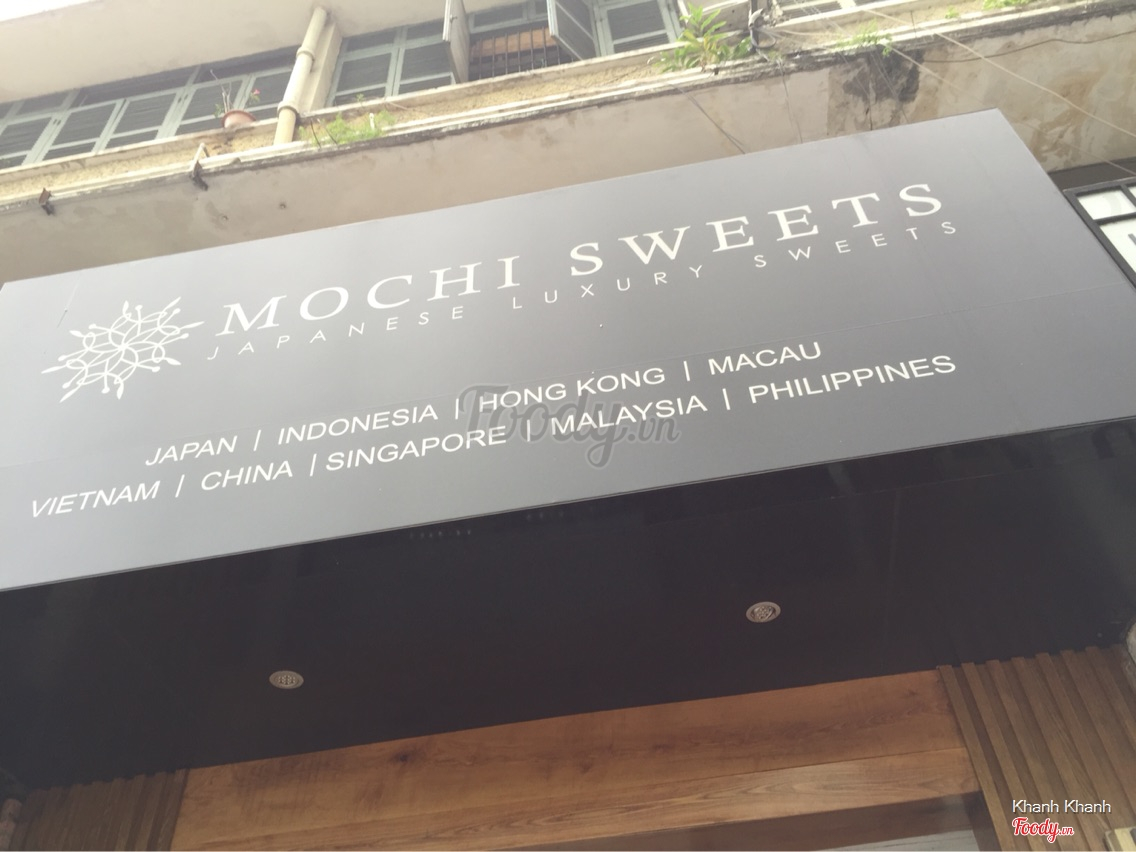 MOCHI SWEETS
JAPANESE LUXURY SWEETS
JAPAN | INDONESIA | HONG KONG | MACAU
VIETNAM | CHINA | SINGAPORE | MALAYSIA | PHILIPPINES
Foody.vn
Khanh Khanh
Foody.vn